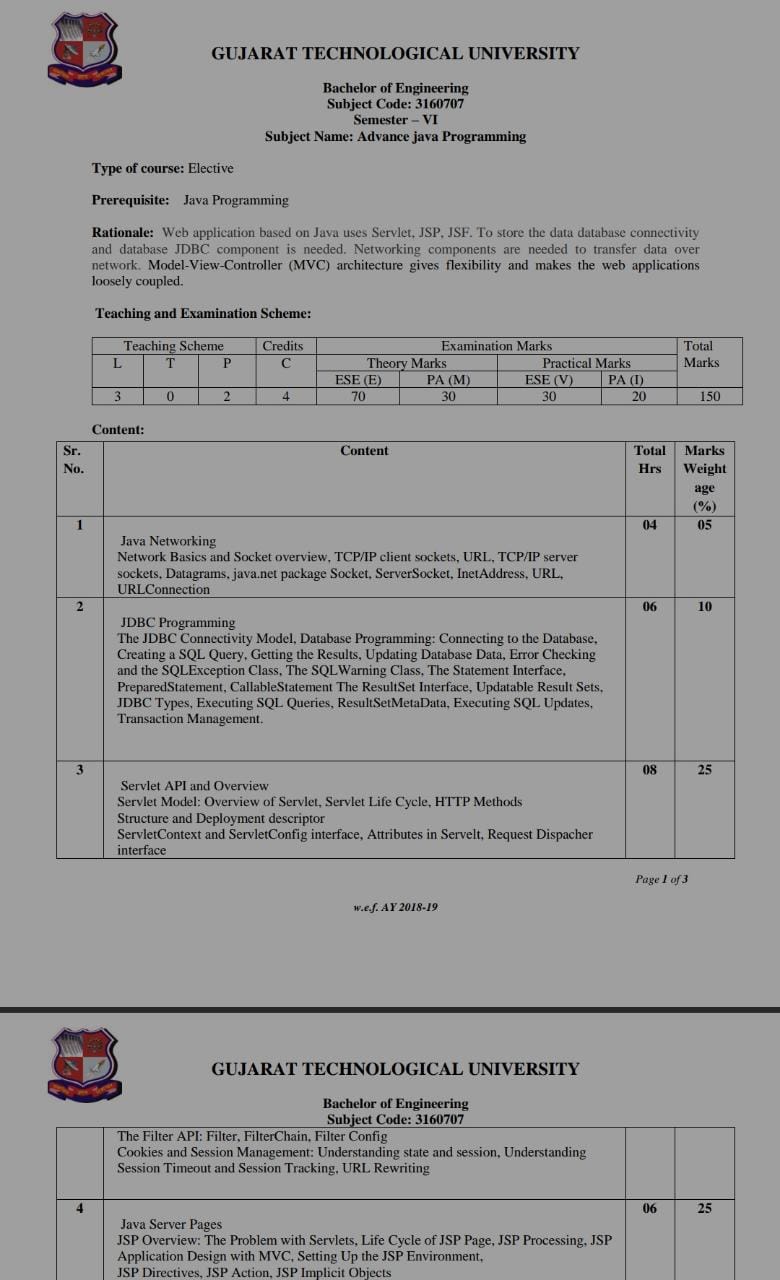 GUJARAT TECHNOLOGICAL UNIVERSITY
Bachelor of Engineering
Subject Code: 3160707
Semester – VI
Subject Name: Advance java Programming
Type of course: Elective
Prerequisite: Java Programming
Rationale: Web application based on Java uses Servlet, JSP, JSF. To store the data database connectivity
and database JDBC component is needed. Networking components are needed to transfer data over
network. Model-View-Controller (MVC) architecture gives flexibility and makes the web applications
loosely coupled.
Teaching and Examination Scheme:
Teaching Scheme Credits Examination Marks Total
L T P C Theory Marks Practical Marks Marks
ESE (E) PA (M) ESE (V) PA (I)
3 0 2 4 70 30 30 20 150
Content:
Sr. Content Total Marks
No. Hrs Weight
age
(%)
1 04 05
Java Networking
Network Basics and Socket overview, TCP/IP client sockets, URL, TCP/IP server
sockets, Datagrams, java.net package Socket, ServerSocket, InetAddress, URL,
URLConnection
2 06 10
JDBC Programming
The JDBC Connectivity Model, Database Programming: Connecting to the Database,
Creating a SQL Query, Getting the Results, Updating Database Data, Error Checking
and the SQLException Class, The SQLWarning Class, The Statement Interface,
PreparedStatement, CallableStatement The ResultSet Interface, Updatable Result Sets,
JDBC Types, Executing SQL Queries, ResultSetMetaData, Executing SQL Updates,
Transaction Management.
3 08 25
Servlet API and Overview
Servlet Model: Overview of Servlet, Servlet Life Cycle, HTTP Methods
Structure and Deployment descriptor
ServletContext and ServletConfig interface, Attributes in Servelt, Request Dispacher
interface
Page 1 of 3
w.e.f. AY 2018-19
GUJARAT TECHNOLOGICAL UNIVERSITY
Bachelor of Engineering
Subject Code: 3160707
The Filter API: Filter, FilterChain, Filter Config
Cookies and Session Management: Understanding state and session, Understanding
Session Timeout and Session Tracking, URL Rewriting
4 06 25
Java Server Pages
JSP Overview: The Problem with Servlets, Life Cycle of JSP Page, JSP Processing, JSP
Application Design with MVC, Setting Up the JSP Environment,
JSP Directives, JSP Action, JSP Implicit Objects